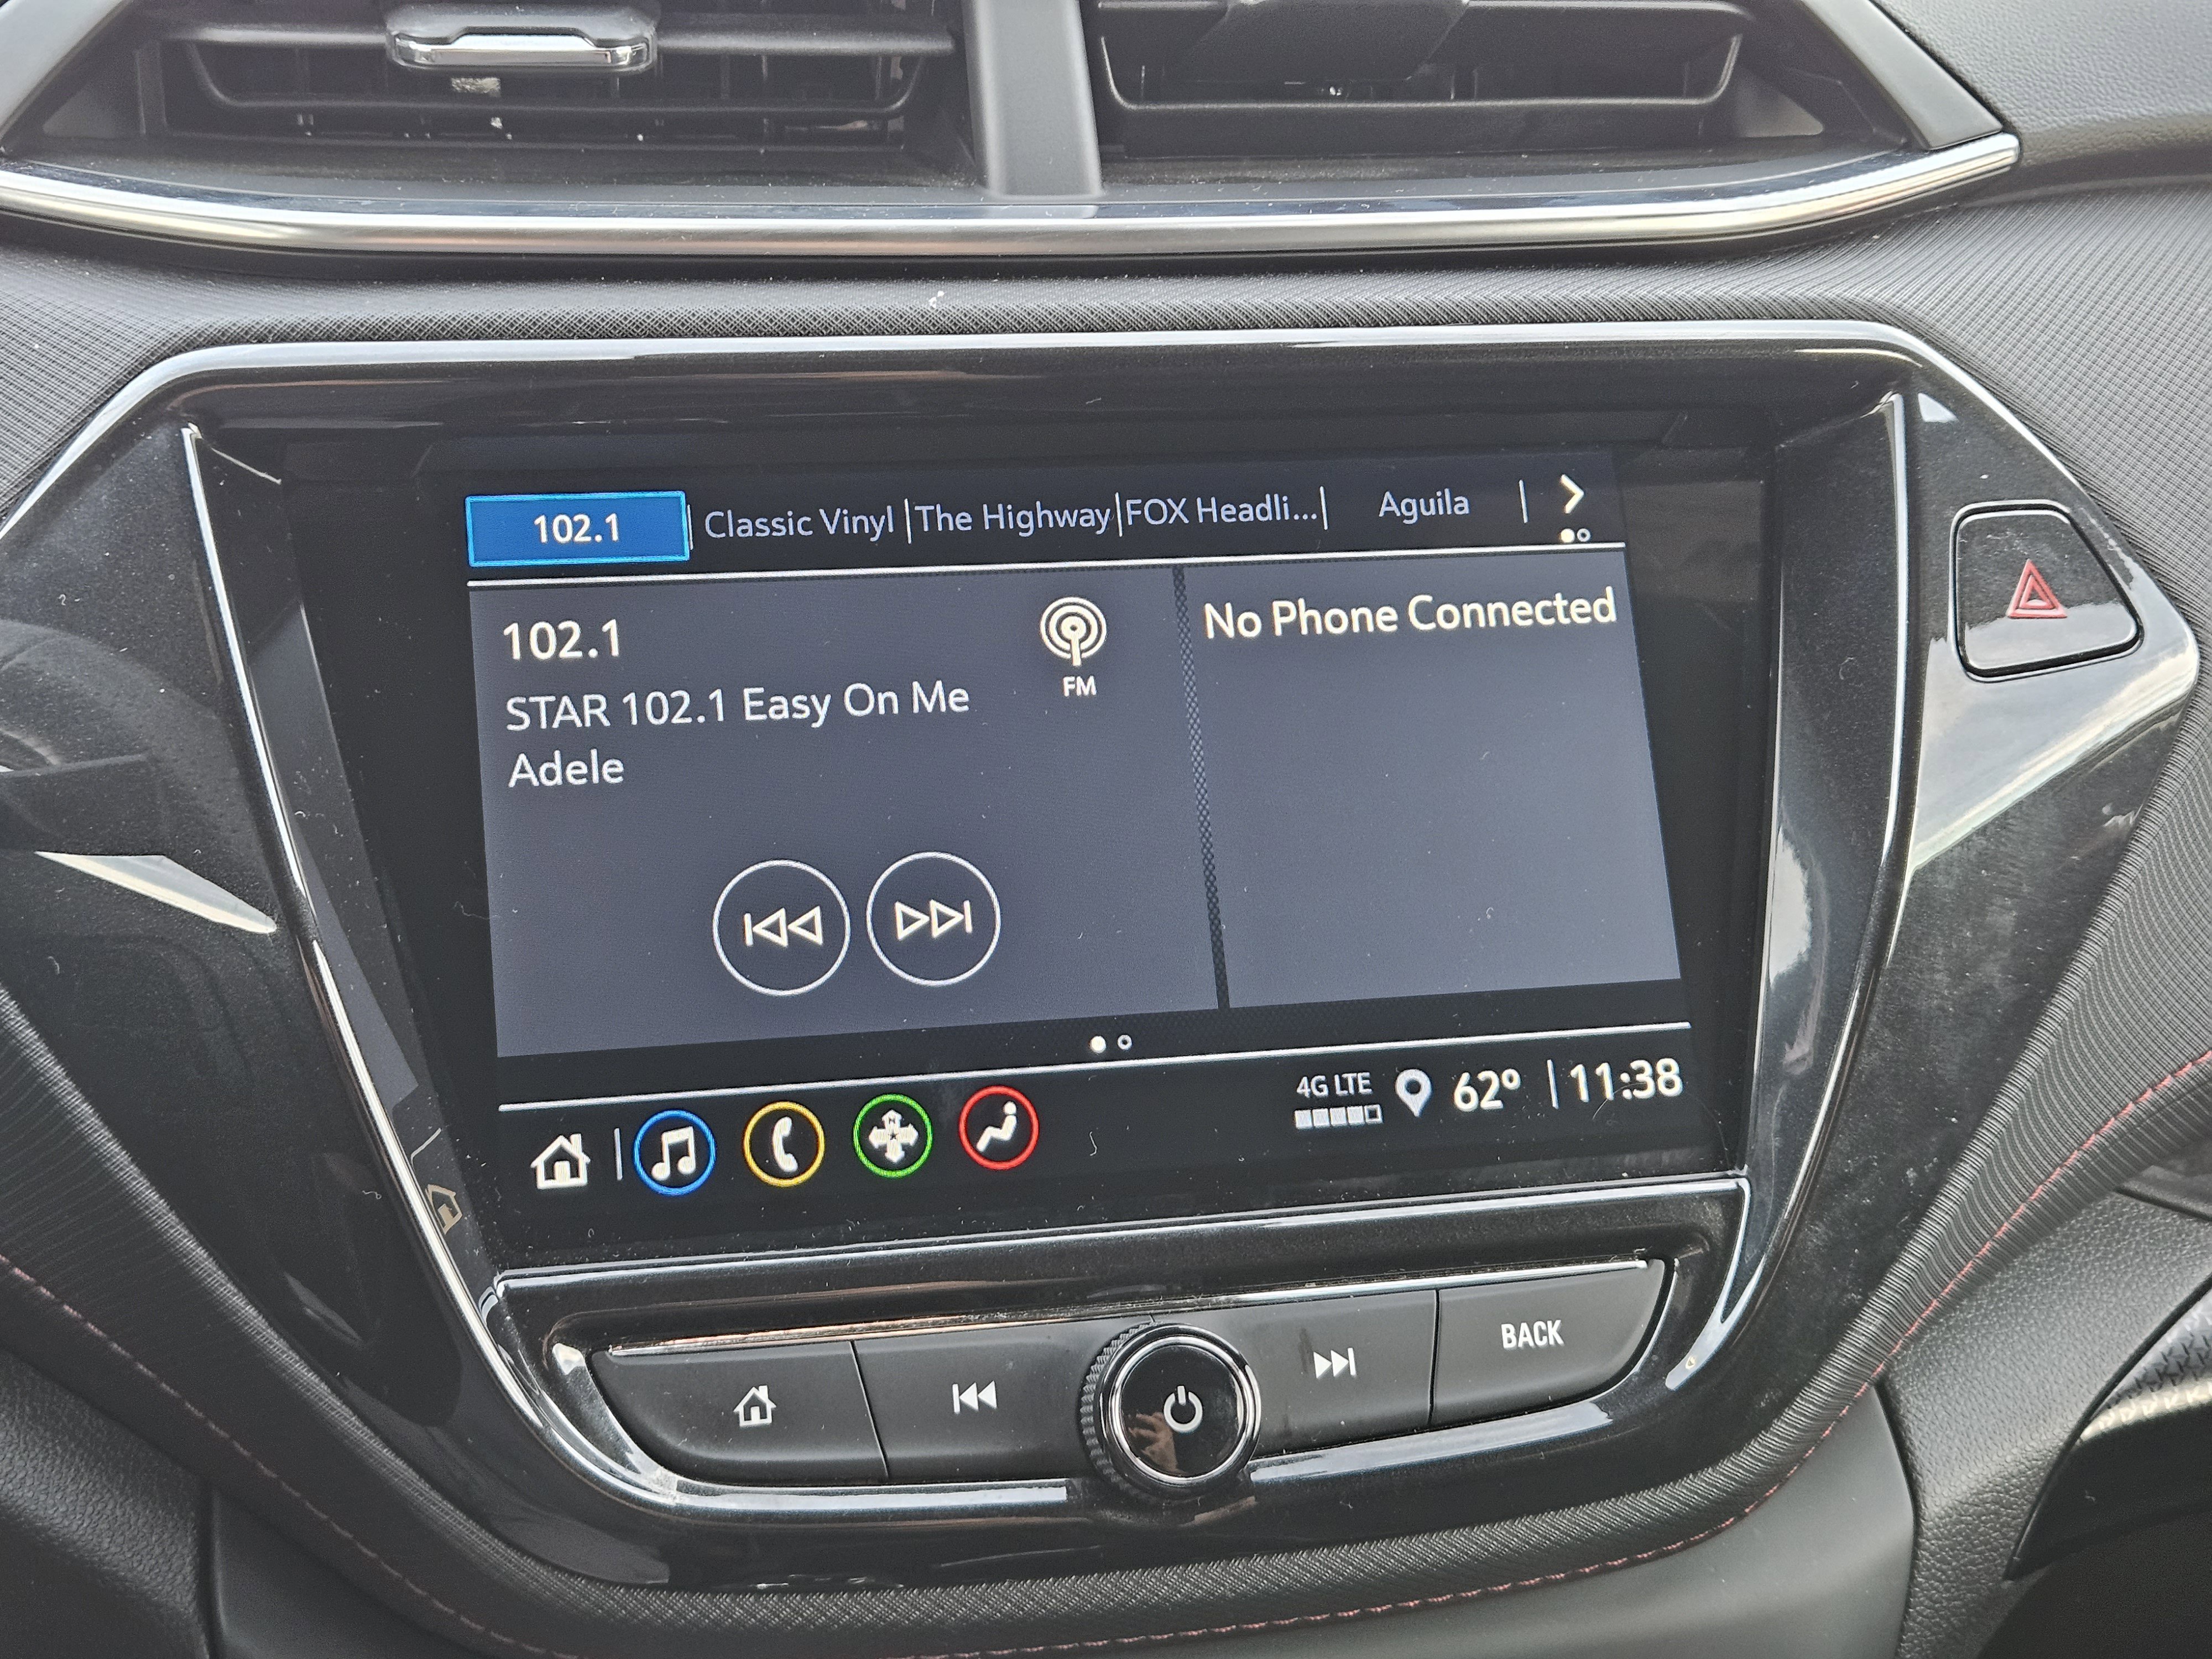 102.1 | Classic Vinyl | The Highway | FOX Headli... | Aguila |
102.1
FM
STAR 102.1 Easy On Me
Adele
No Phone Connected
4G LTE
62° | 11:38
N
BACK